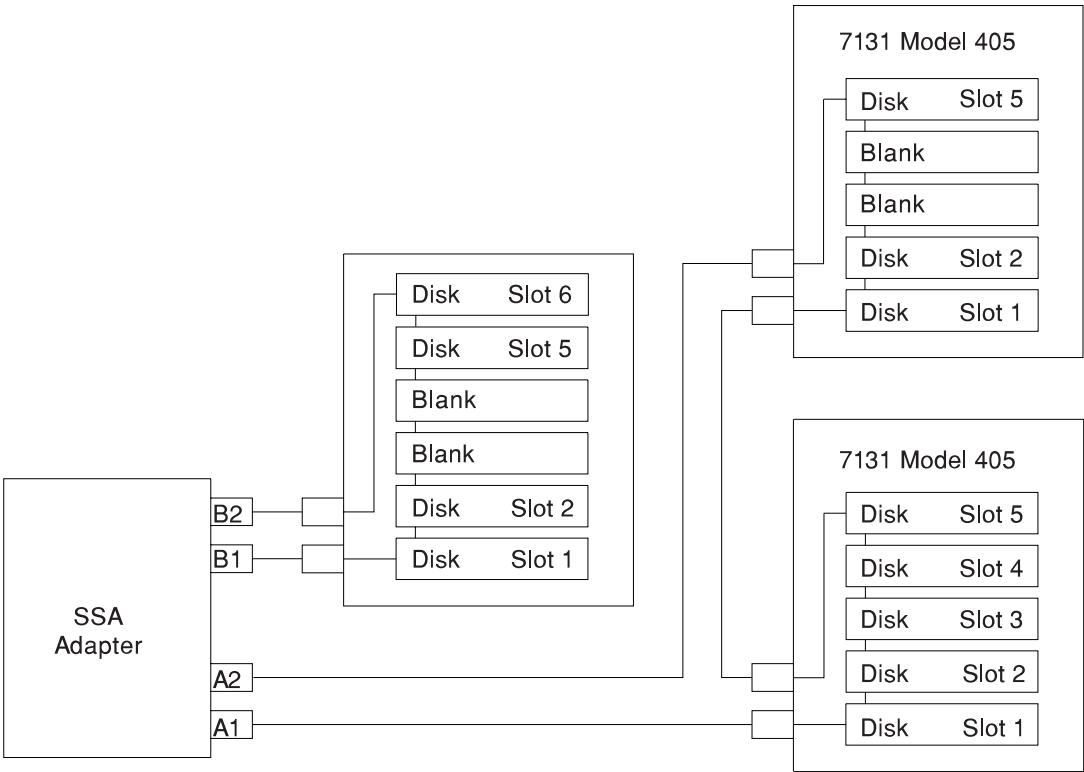 7131 Model 405
Disk Slot 5
Blank
Blank
Disk Slot 2
Disk Slot 1
Disk Slot 6
Disk Slot 5
Blank
Blank
Disk Slot 2
Disk Slot 1
7131 Model 405
Disk Slot 5
Disk Slot 4
Disk Slot 3
Disk Slot 2
Disk Slot 1
SSA
Adapter
B2
B1
A2
A1